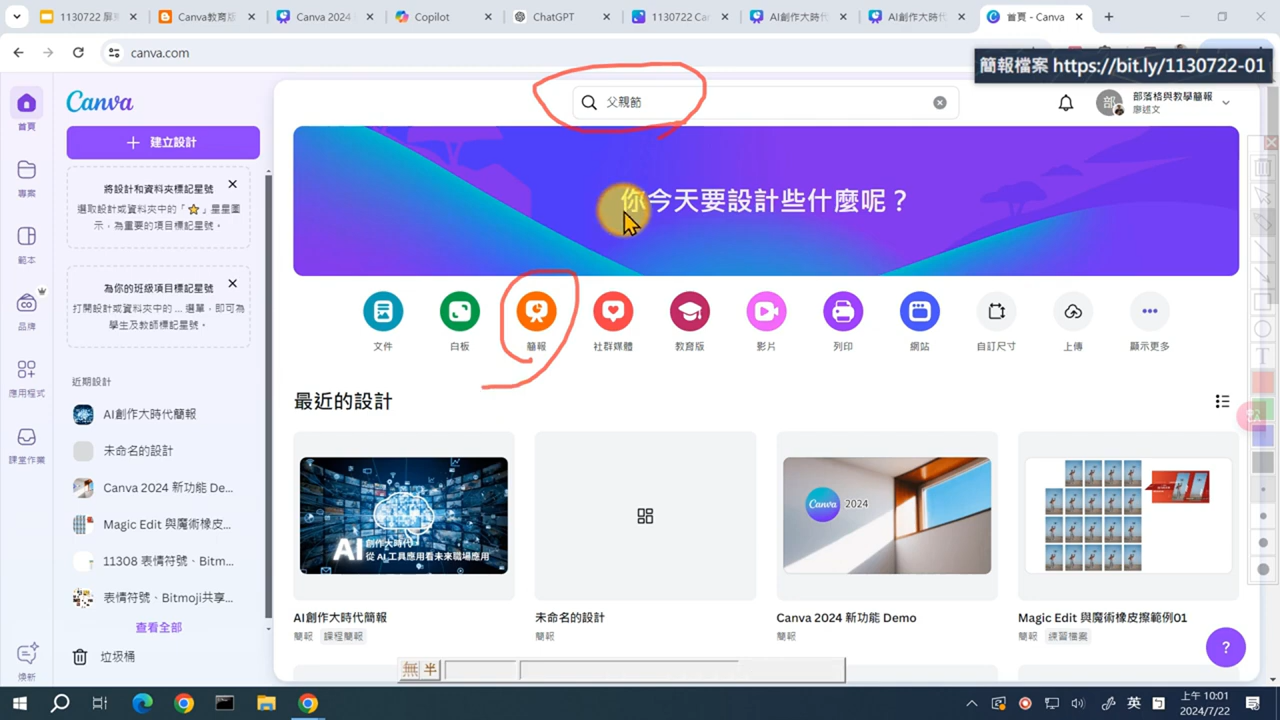 1130722 屏
Canva教育版
Canva 2024
Copilot
ChatGPT
1130722 Ca
AI創作大時代
AI創作大時代
首頁 - Canva
canva.com
簡報檔案 https://bit.ly/1130722-01
Canva
父親節
部
部落格與教學簡報
廖述文
首頁
建立設計
將設計和資料夾標記星號
選取設計或資料夾中的「⭐」星星圖
示，為重要的項目標記星號。
專案
你今天要設計些什麼呢？
範本
為你的班級項目標記星號
打開設計或資料夾中的 ... 選單，即可為
學生及教師標記星號。
品牌
文件
白板
簡報
社群媒體
教育版
影片
列印
網站
自訂尺寸
上傳
顯示更多
應用程式
近期設計
最近的設計
AI創作大時代簡報
未命名的設計
課堂作業
Canva 2024 新功能 De...
Magic Edit 與魔術橡皮...
11308 表情符號、Bitm...
表情符號、Bitmoji共享...
查看全部
垃圾桶
煥新
AI 創作大時代
從 AI 工具應用看未來職場應用
Canva 2024
AI創作大時代簡報
簡報 課程簡報
未命名的設計
簡報
Canva 2024 新功能 Demo
簡報
Magic Edit 與魔術橡皮擦範例01
簡報 練習檔案
?
無 半
英
上午 10:01
2024/7/22